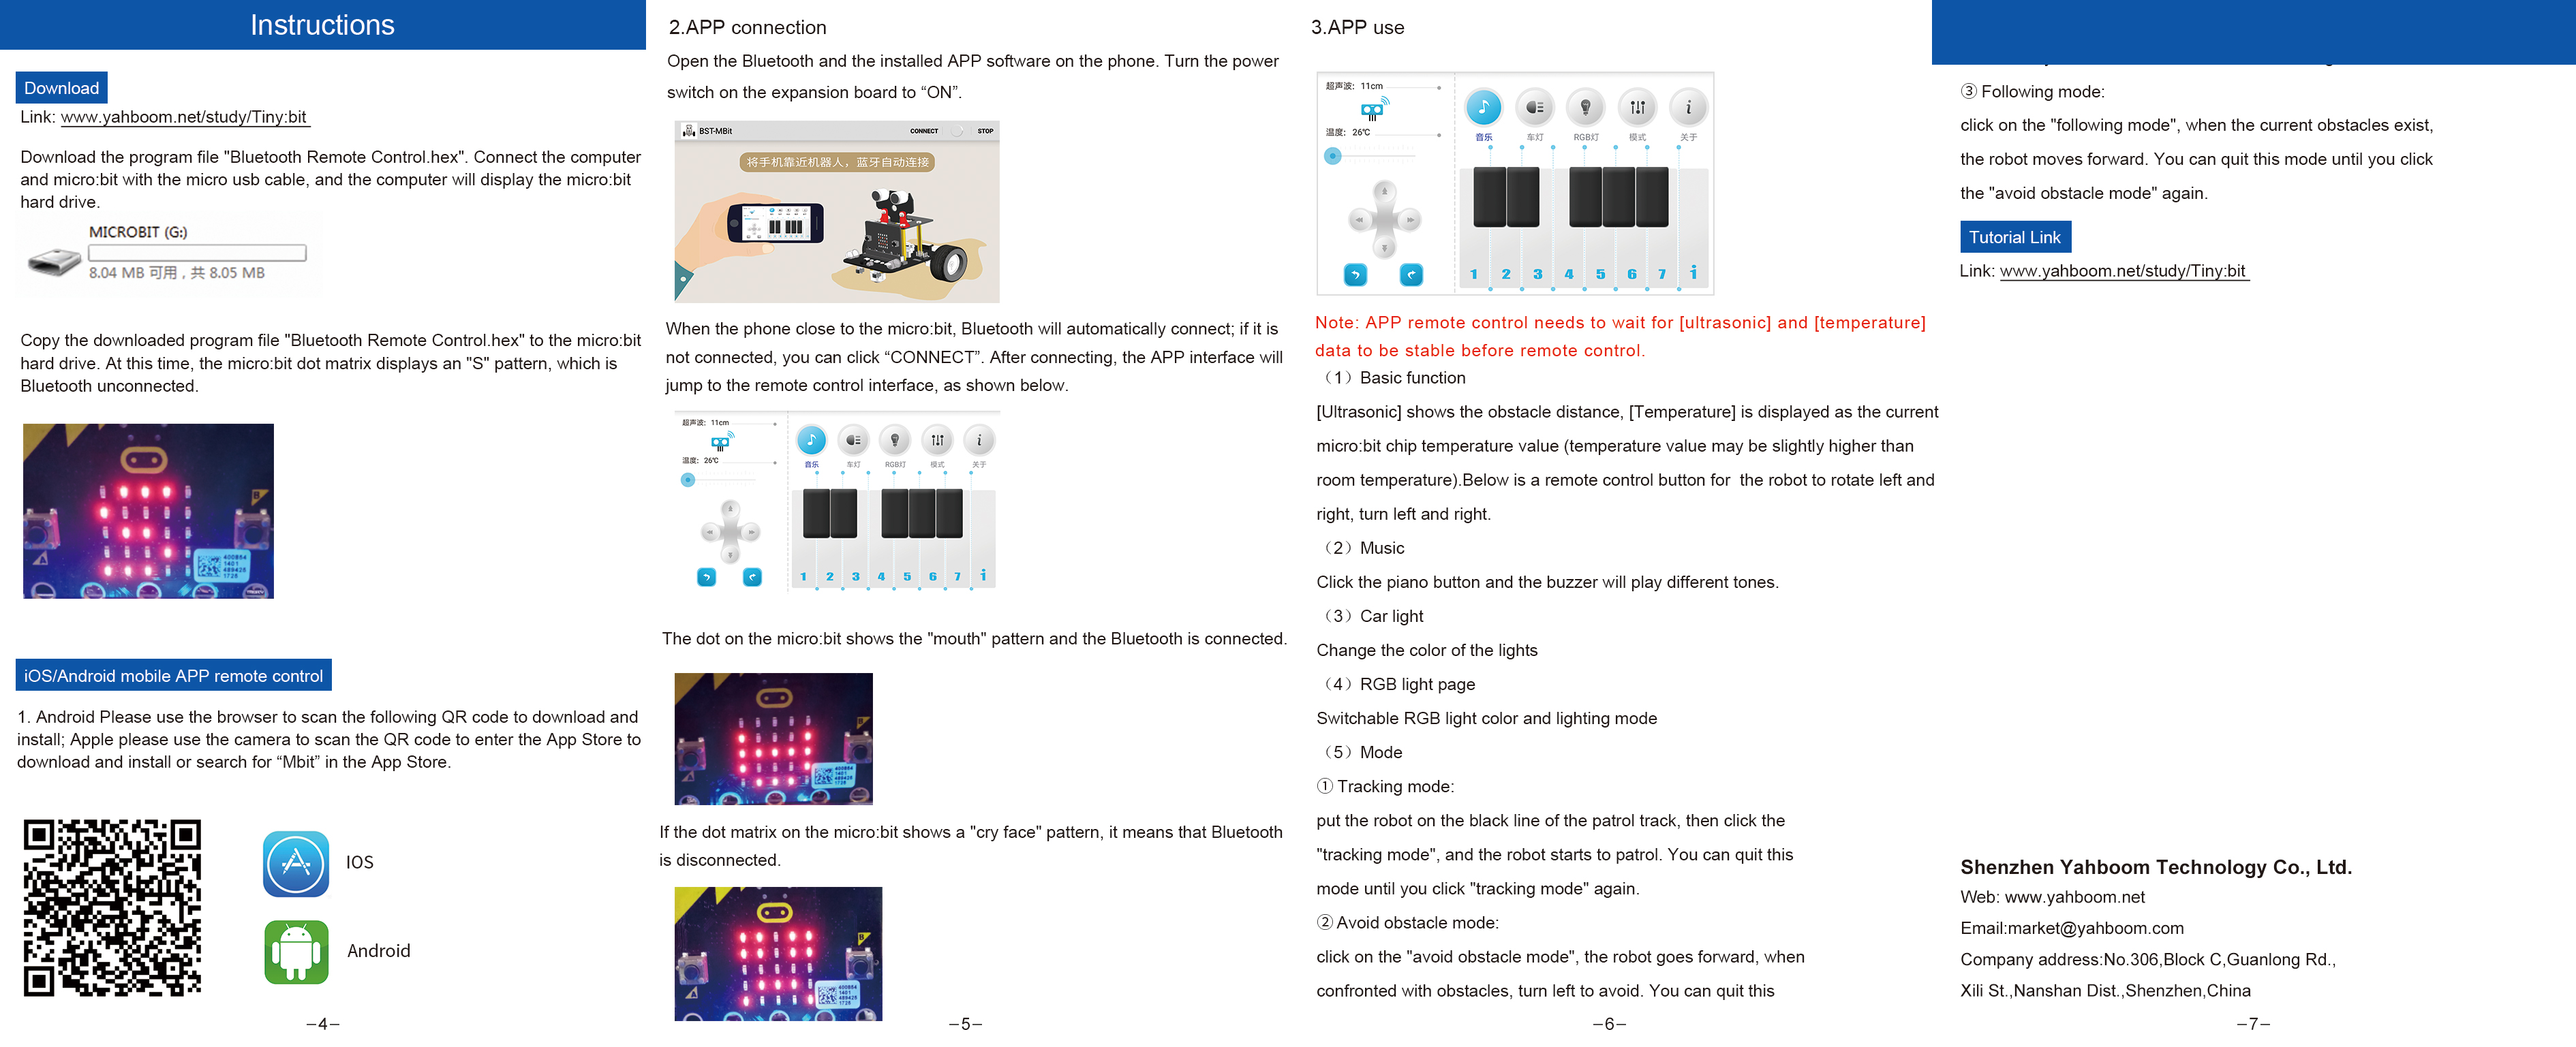 Instructions
Download
Link: www.yahboom.net/study/Tiny:bit
Download the program file "Bluetooth Remote Control.hex". Connect the computer
and micro:bit with the micro usb cable, and the computer will display the micro:bit
hard drive.
MICROBIT (G:)
8.04 MB 可用 , 共 8.05 MB
Copy the downloaded program file "Bluetooth Remote Control.hex" to the micro:bit
hard drive. At this time, the micro:bit dot matrix displays an "S" pattern, which is
Bluetooth unconnected.
B
A
400854
1401
489425
1725
iOS/Android mobile APP remote control
1. Android Please use the browser to scan the following QR code to download and
install; Apple please use the camera to scan the QR code to enter the App Store to
download and install or search for “Mbit” in the App Store.
IOS
Android
–4–
2.APP connection
Open the Bluetooth and the installed APP software on the phone. Turn the power
switch on the expansion board to “ON”.
BST-MBit
CONNECT
STOP
将手机靠近机器人，蓝牙自动连接
When the phone close to the micro:bit, Bluetooth will automatically connect; if it is
not connected, you can click “CONNECT”. After connecting, the APP interface will
jump to the remote control interface, as shown below.
超声波: 11cm
温度: 26℃
音乐 车灯 RGB灯 模式 关于
1 2 3 4 5 6 7 i
The dot on the micro:bit shows the "mouth" pattern and the Bluetooth is connected.
If the dot matrix on the micro:bit shows a "cry face" pattern, it means that Bluetooth
is disconnected.
–5–
3.APP use
超声波: 11cm
温度: 26℃
音乐 车灯 RGB灯 模式 关于
1 2 3 4 5 6 7 i
Note: APP remote control needs to wait for [ultrasonic] and [temperature]
data to be stable before remote control.
（1）Basic function
[Ultrasonic] shows the obstacle distance, [Temperature] is displayed as the current
micro:bit chip temperature value (temperature value may be slightly higher than
room temperature).Below is a remote control button for the robot to rotate left and
right, turn left and right.
（2）Music
Click the piano button and the buzzer will play different tones.
（3）Car light
Change the color of the lights
（4）RGB light page
Switchable RGB light color and lighting mode
（5）Mode
① Tracking mode:
put the robot on the black line of the patrol track, then click the
"tracking mode", and the robot starts to patrol. You can quit this
mode until you click "tracking mode" again.
② Avoid obstacle mode:
click on the "avoid obstacle mode", the robot goes forward, when
confronted with obstacles, turn left to avoid. You can quit this
–6–
③ Following mode:
click on the "following mode", when the current obstacles exist,
the robot moves forward. You can quit this mode until you click
the "avoid obstacle mode" again.
Tutorial Link
Link: www.yahboom.net/study/Tiny:bit
Shenzhen Yahboom Technology Co., Ltd.
Web: www.yahboom.net
Email:market@yahboom.com
Company address:No.306,Block C,Guanlong Rd.,
Xili St.,Nanshan Dist.,Shenzhen,China
–7–